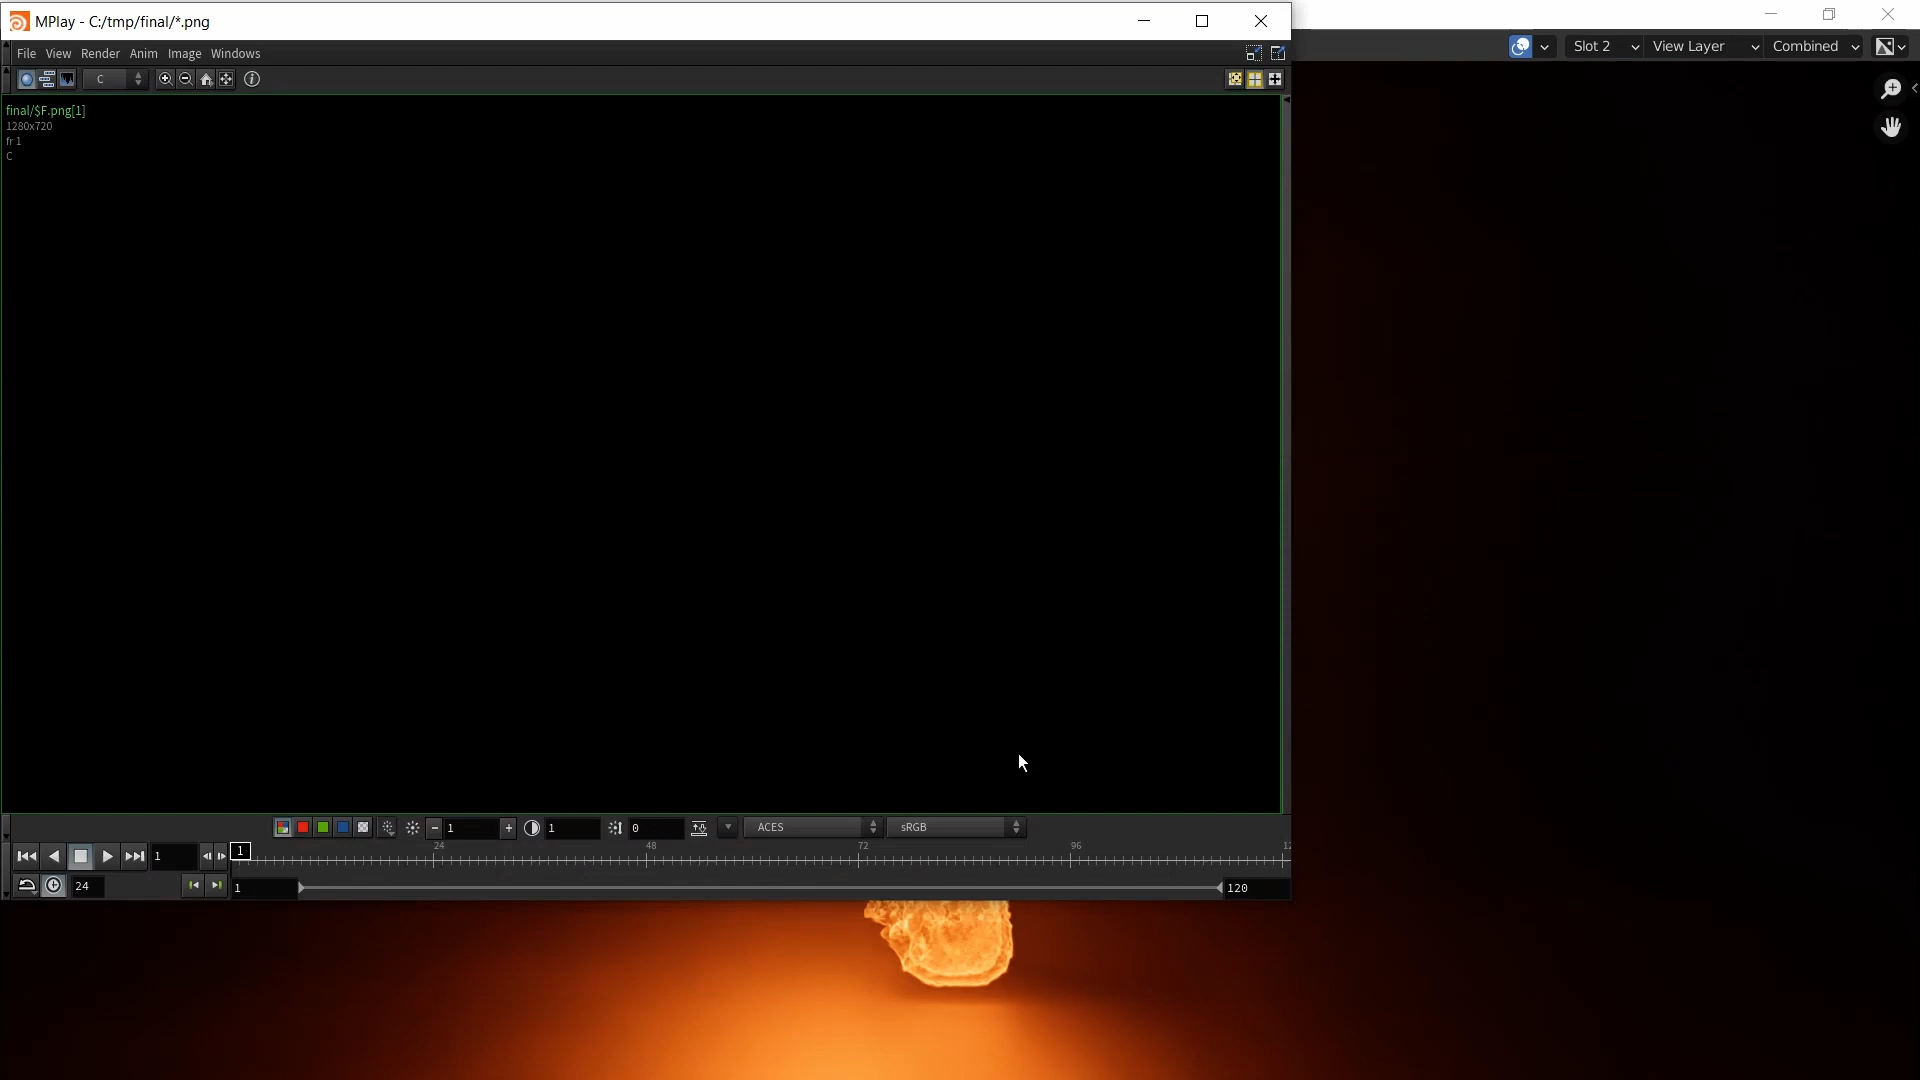 MPlay - C:/tmp/final/*.png
Slot 2 View Layer Combined
File View Render Anim Image Windows
C
final/$F.png[1]
1280x720
fr 1
C
1 1 0 ACES sRGB
1 1 24 48 72 96
24 1 120